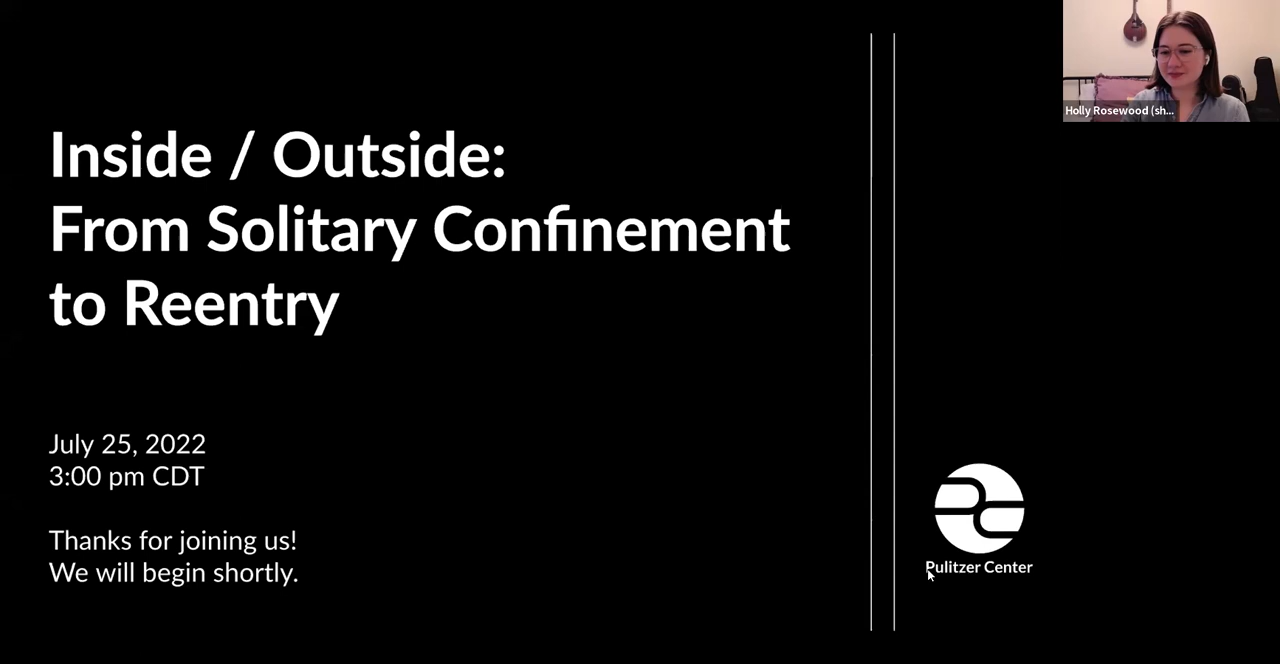 Inside / Outside:
From Solitary Confinement
to Reentry
July 25, 2022
3:00 pm CDT
Thanks for joining us!
We will begin shortly.
Holly Rosewood (sh...
Pulitzer Center